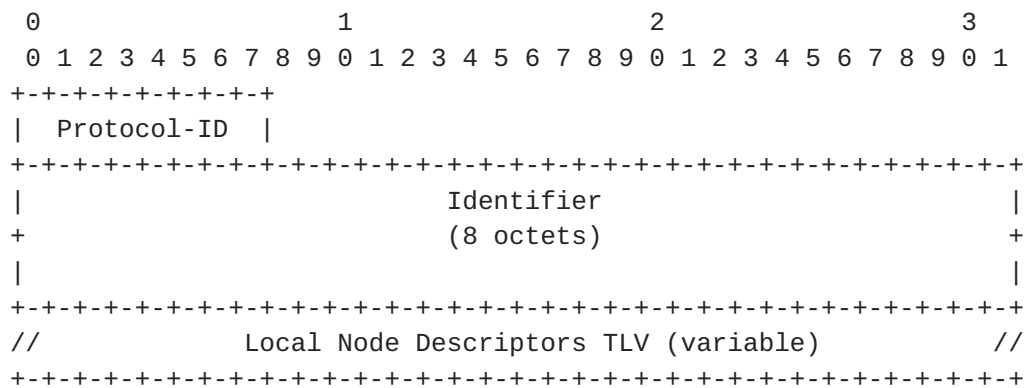 0                   1                   2                   3
 0 1 2 3 4 5 6 7 8 9 0 1 2 3 4 5 6 7 8 9 0 1 2 3 4 5 6 7 8 9 0 1
+-+-+-+-+-+-+-+-+
|  Protocol-ID  |
+-+-+-+-+-+-+-+-+-+-+-+-+-+-+-+-+-+-+-+-+-+-+-+-+-+-+-+-+-+-+-+-+
|                           Identifier                          |
+                           (8 octets)                          +
|                                                               |
+-+-+-+-+-+-+-+-+-+-+-+-+-+-+-+-+-+-+-+-+-+-+-+-+-+-+-+-+-+-+-+-+
//             Local Node Descriptors TLV (variable)           //
+-+-+-+-+-+-+-+-+-+-+-+-+-+-+-+-+-+-+-+-+-+-+-+-+-+-+-+-+-+-+-+-+